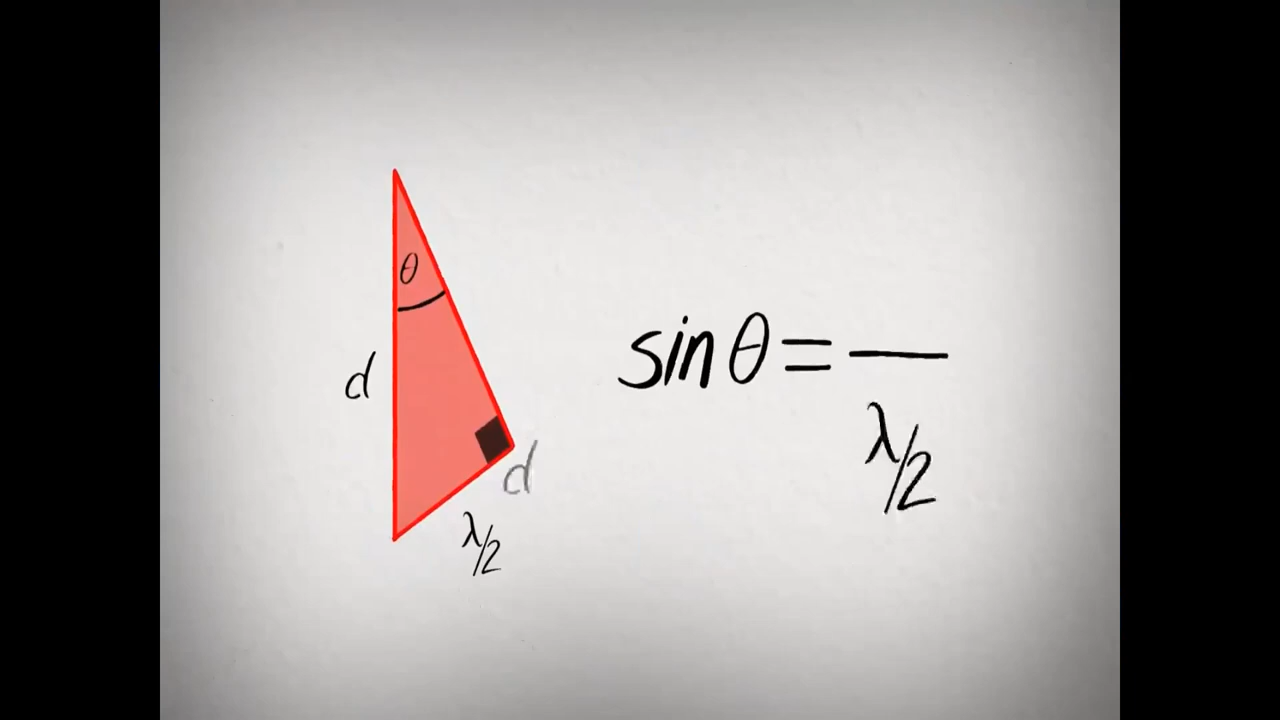 θ
sin θ = —
d
λ/2
d
λ/2